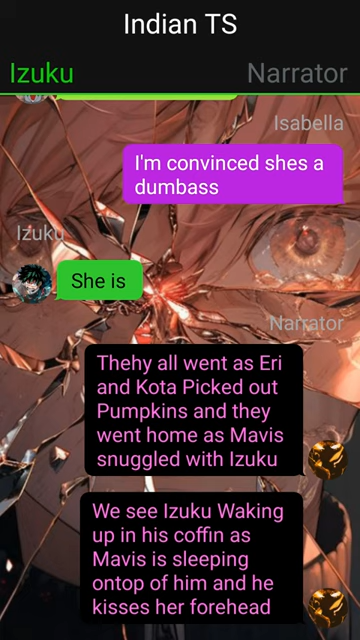 Indian TS
Izuku
Narrator
Isabella
I'm convinced shes a
dumbass
Izuku
She is
Narrator
Thehy all went as Eri
and Kota Picked out
Pumpkins and they
went home as Mavis
snuggled with Izuku
We see Izuku Waking
up in his coffin as
Mavis is sleeping
ontop of him and he
kisses her forehead